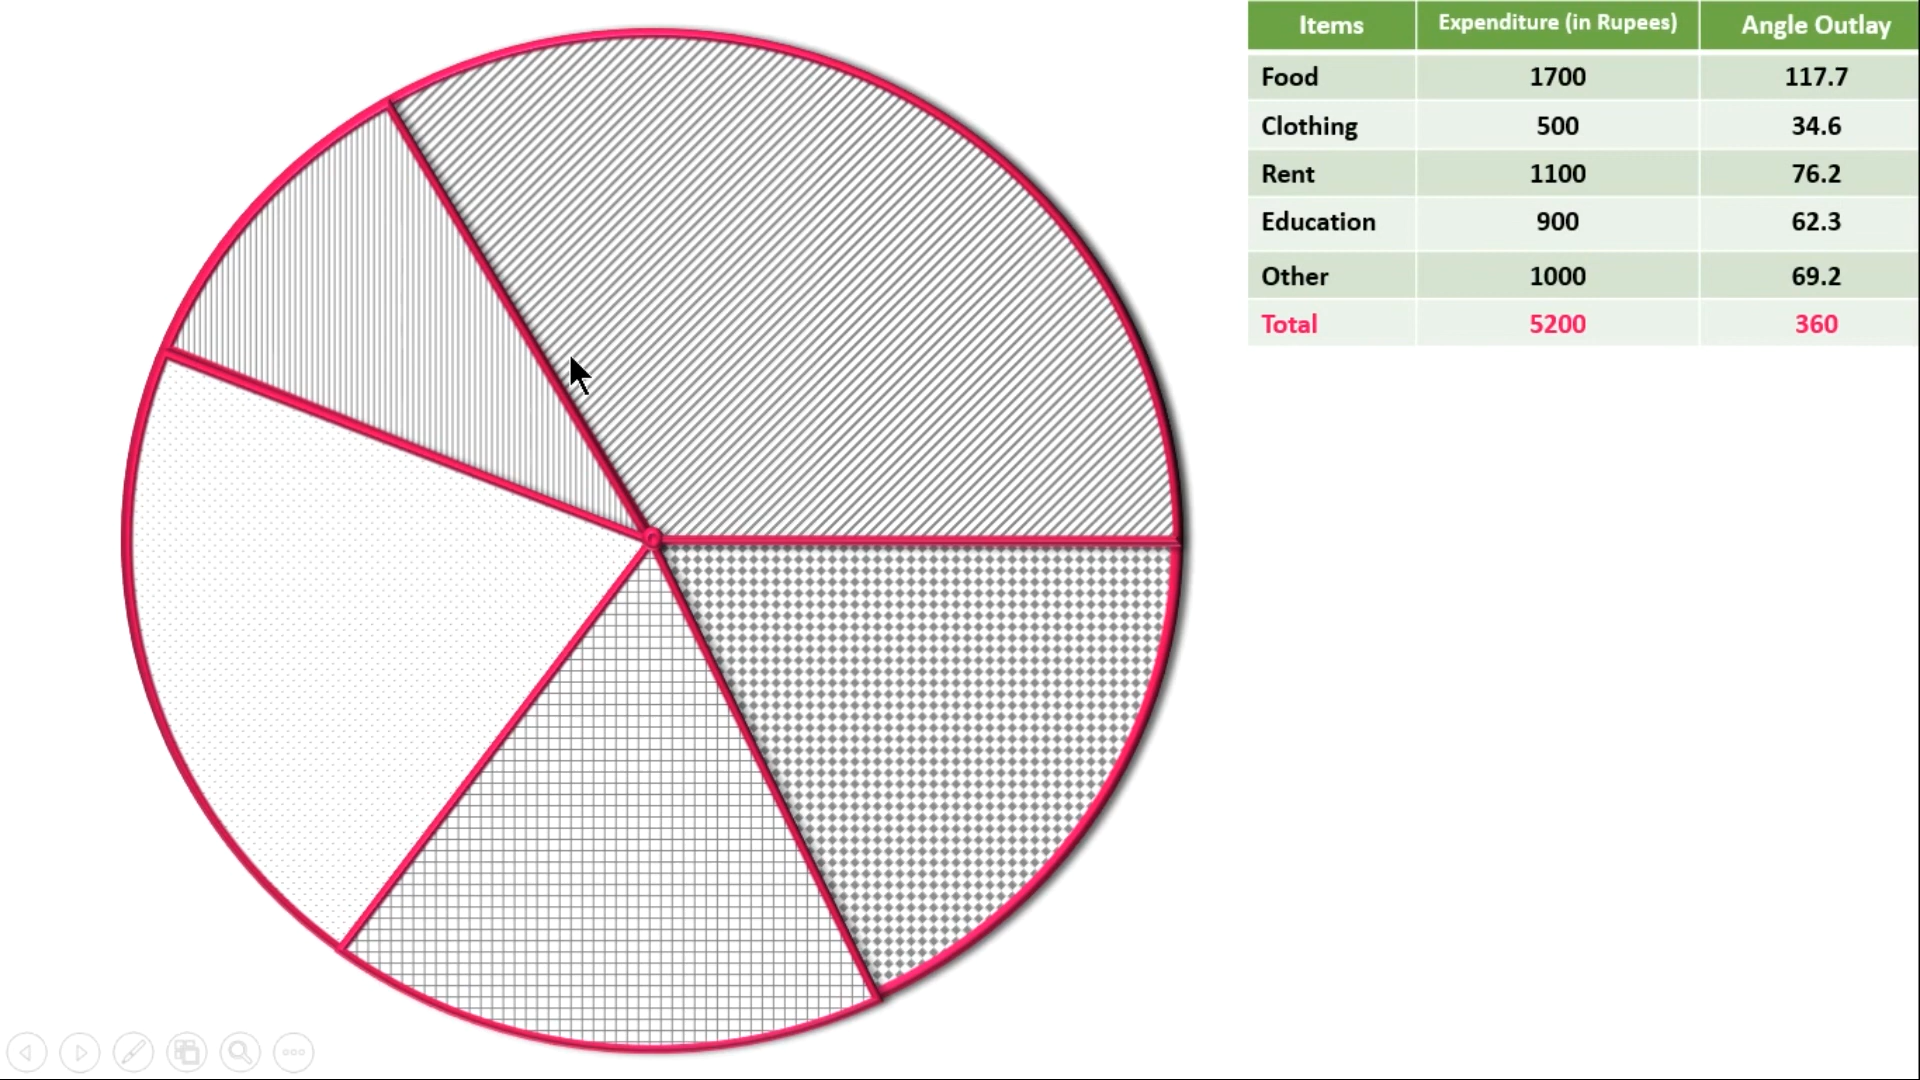 Items Expenditure (in Rupees) Angle Outlay
Food 1700 117.7
Clothing 500 34.6
Rent 1100 76.2
Education 900 62.3
Other 1000 69.2
Total 5200 360